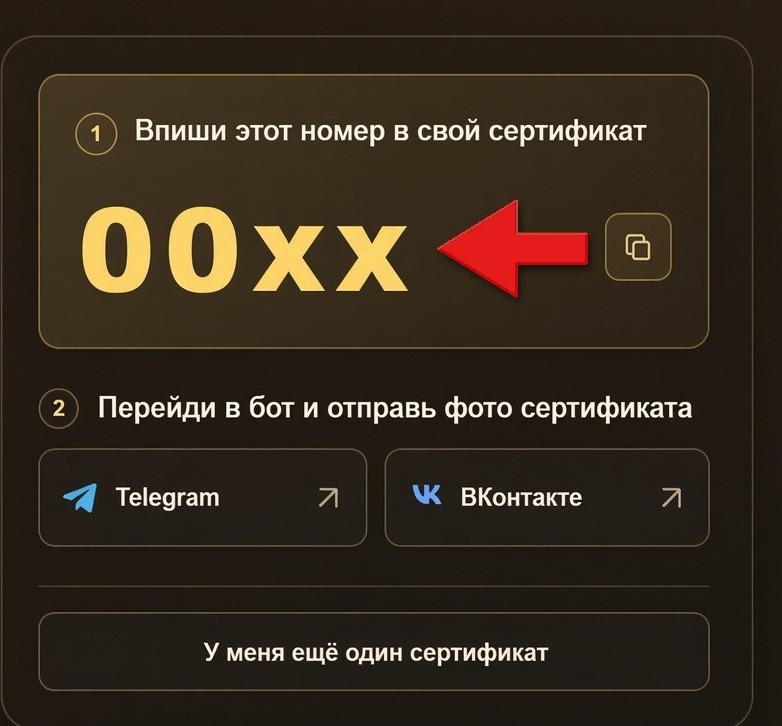 1 Впиши этот номер в свой сертификат
00xx
2 Перейди в бот и отправь фото сертификата
Telegram
ВКонтакте
У меня ещё один сертификат